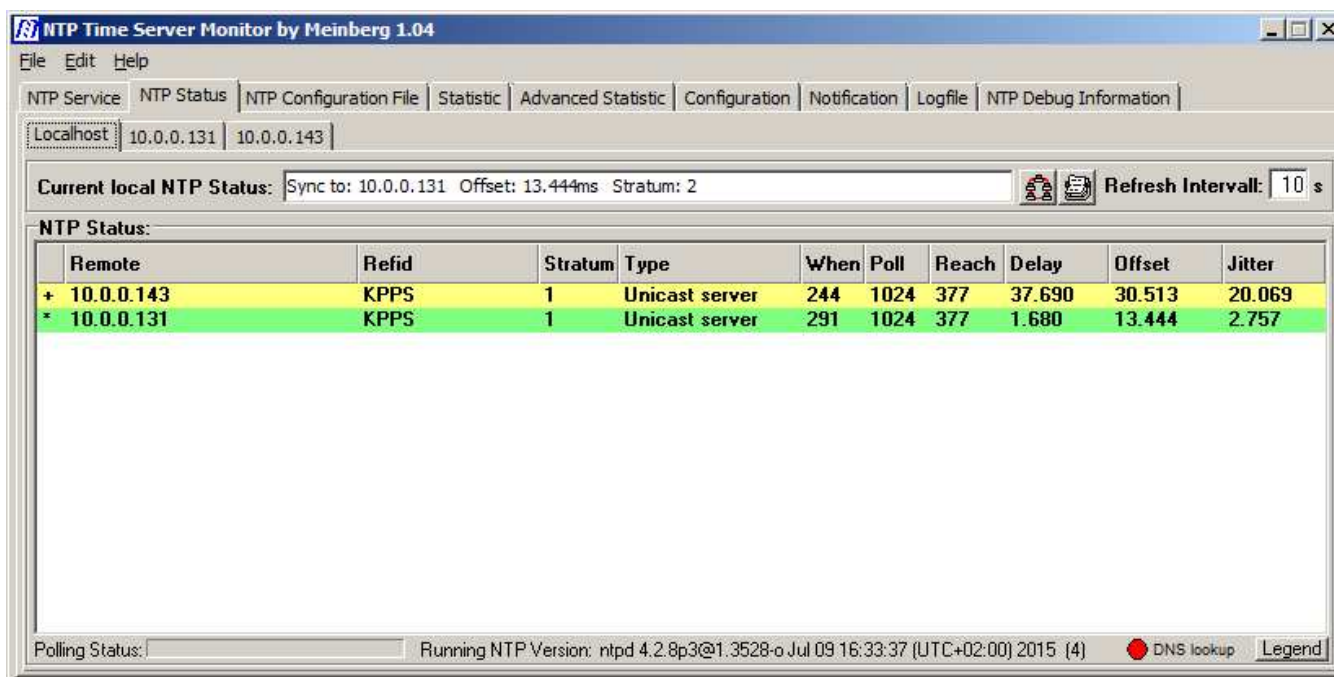 NTP Time Server Monitor by Meinberg 1.04
File Edit Help
NTP Service NTP Status NTP Configuration File Statistic Advanced Statistic Configuration Notification Logfile NTP Debug Information
Localhost 10.0.0.131 10.0.0.143
Current local NTP Status: Sync to: 10.0.0.131 Offset: 13.444ms Stratum: 2 Refresh Intervall: 10 s
NTP Status:
Remote Refid Stratum Type When Poll Reach Delay Offset Jitter
+ 10.0.0.143 KPPS 1 Unicast server 244 1024 377 37.690 30.513 20.069
* 10.0.0.131 KPPS 1 Unicast server 291 1024 377 1.680 13.444 2.757
Polling Status: Running NTP Version: ntpd 4.2.8p3@1.3528-o Jul 09 16:33:37 (UTC+02:00) 2015 (4) DNS lookup Legend